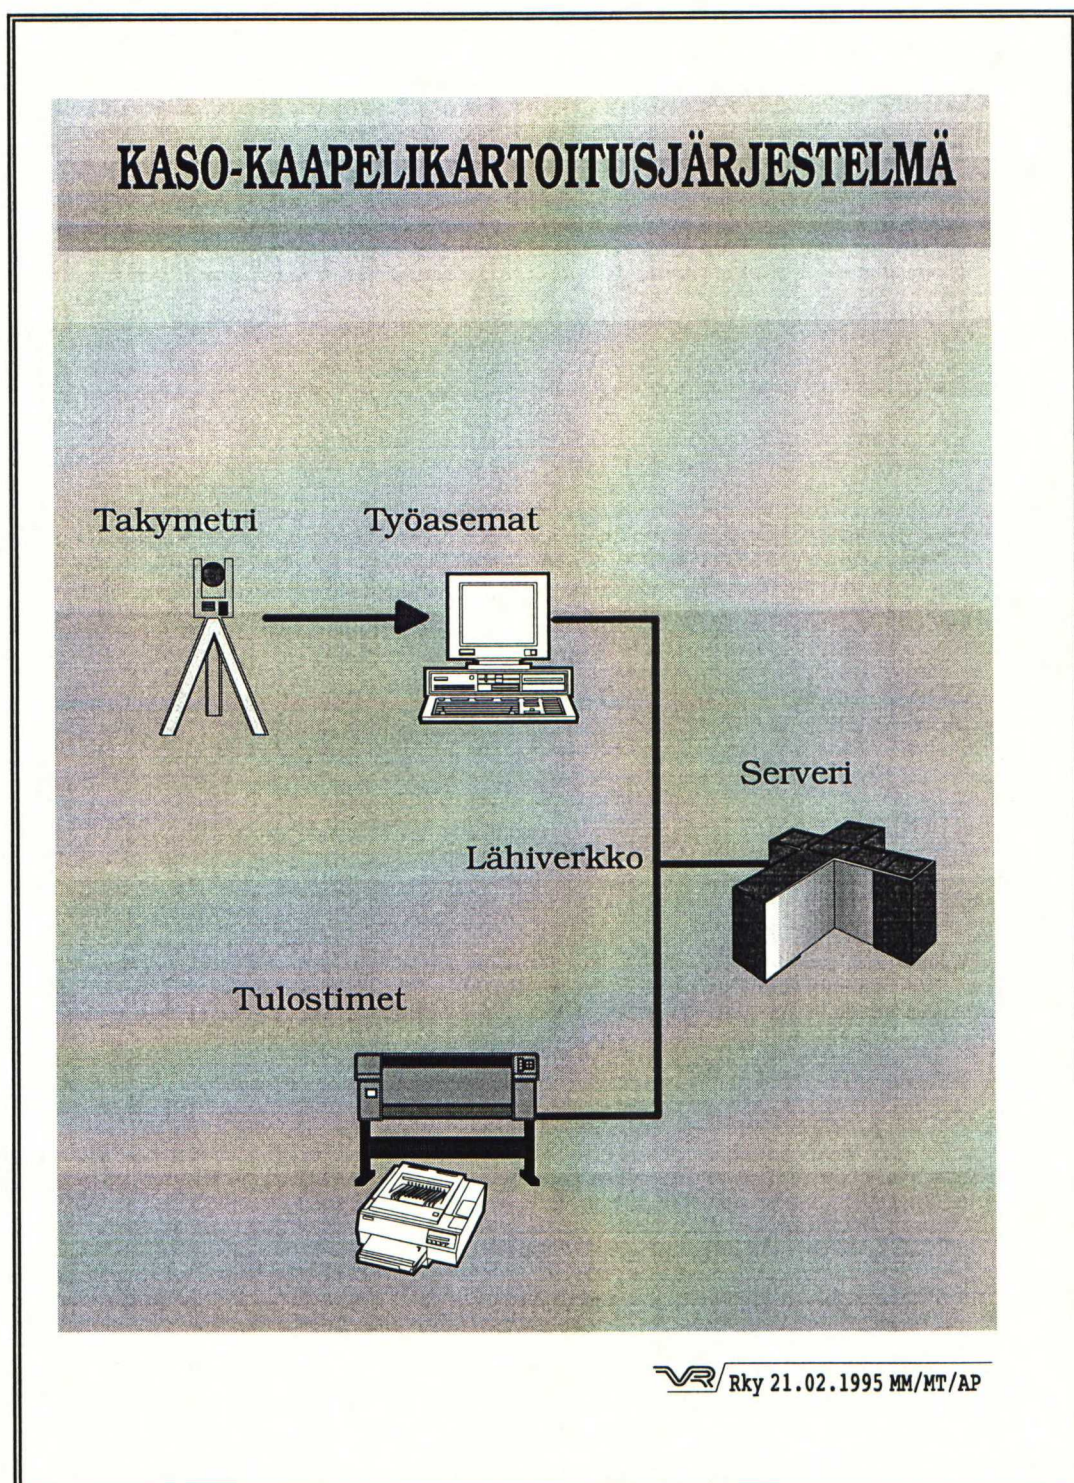 KASO-KAAPELIKARTOITUSJÄRJESTELMÄ
Takymetri
Työasemat
Serveri
Lähiverkko
Tulostimet
VR Rky 21.02.1995 MM/MT/AP